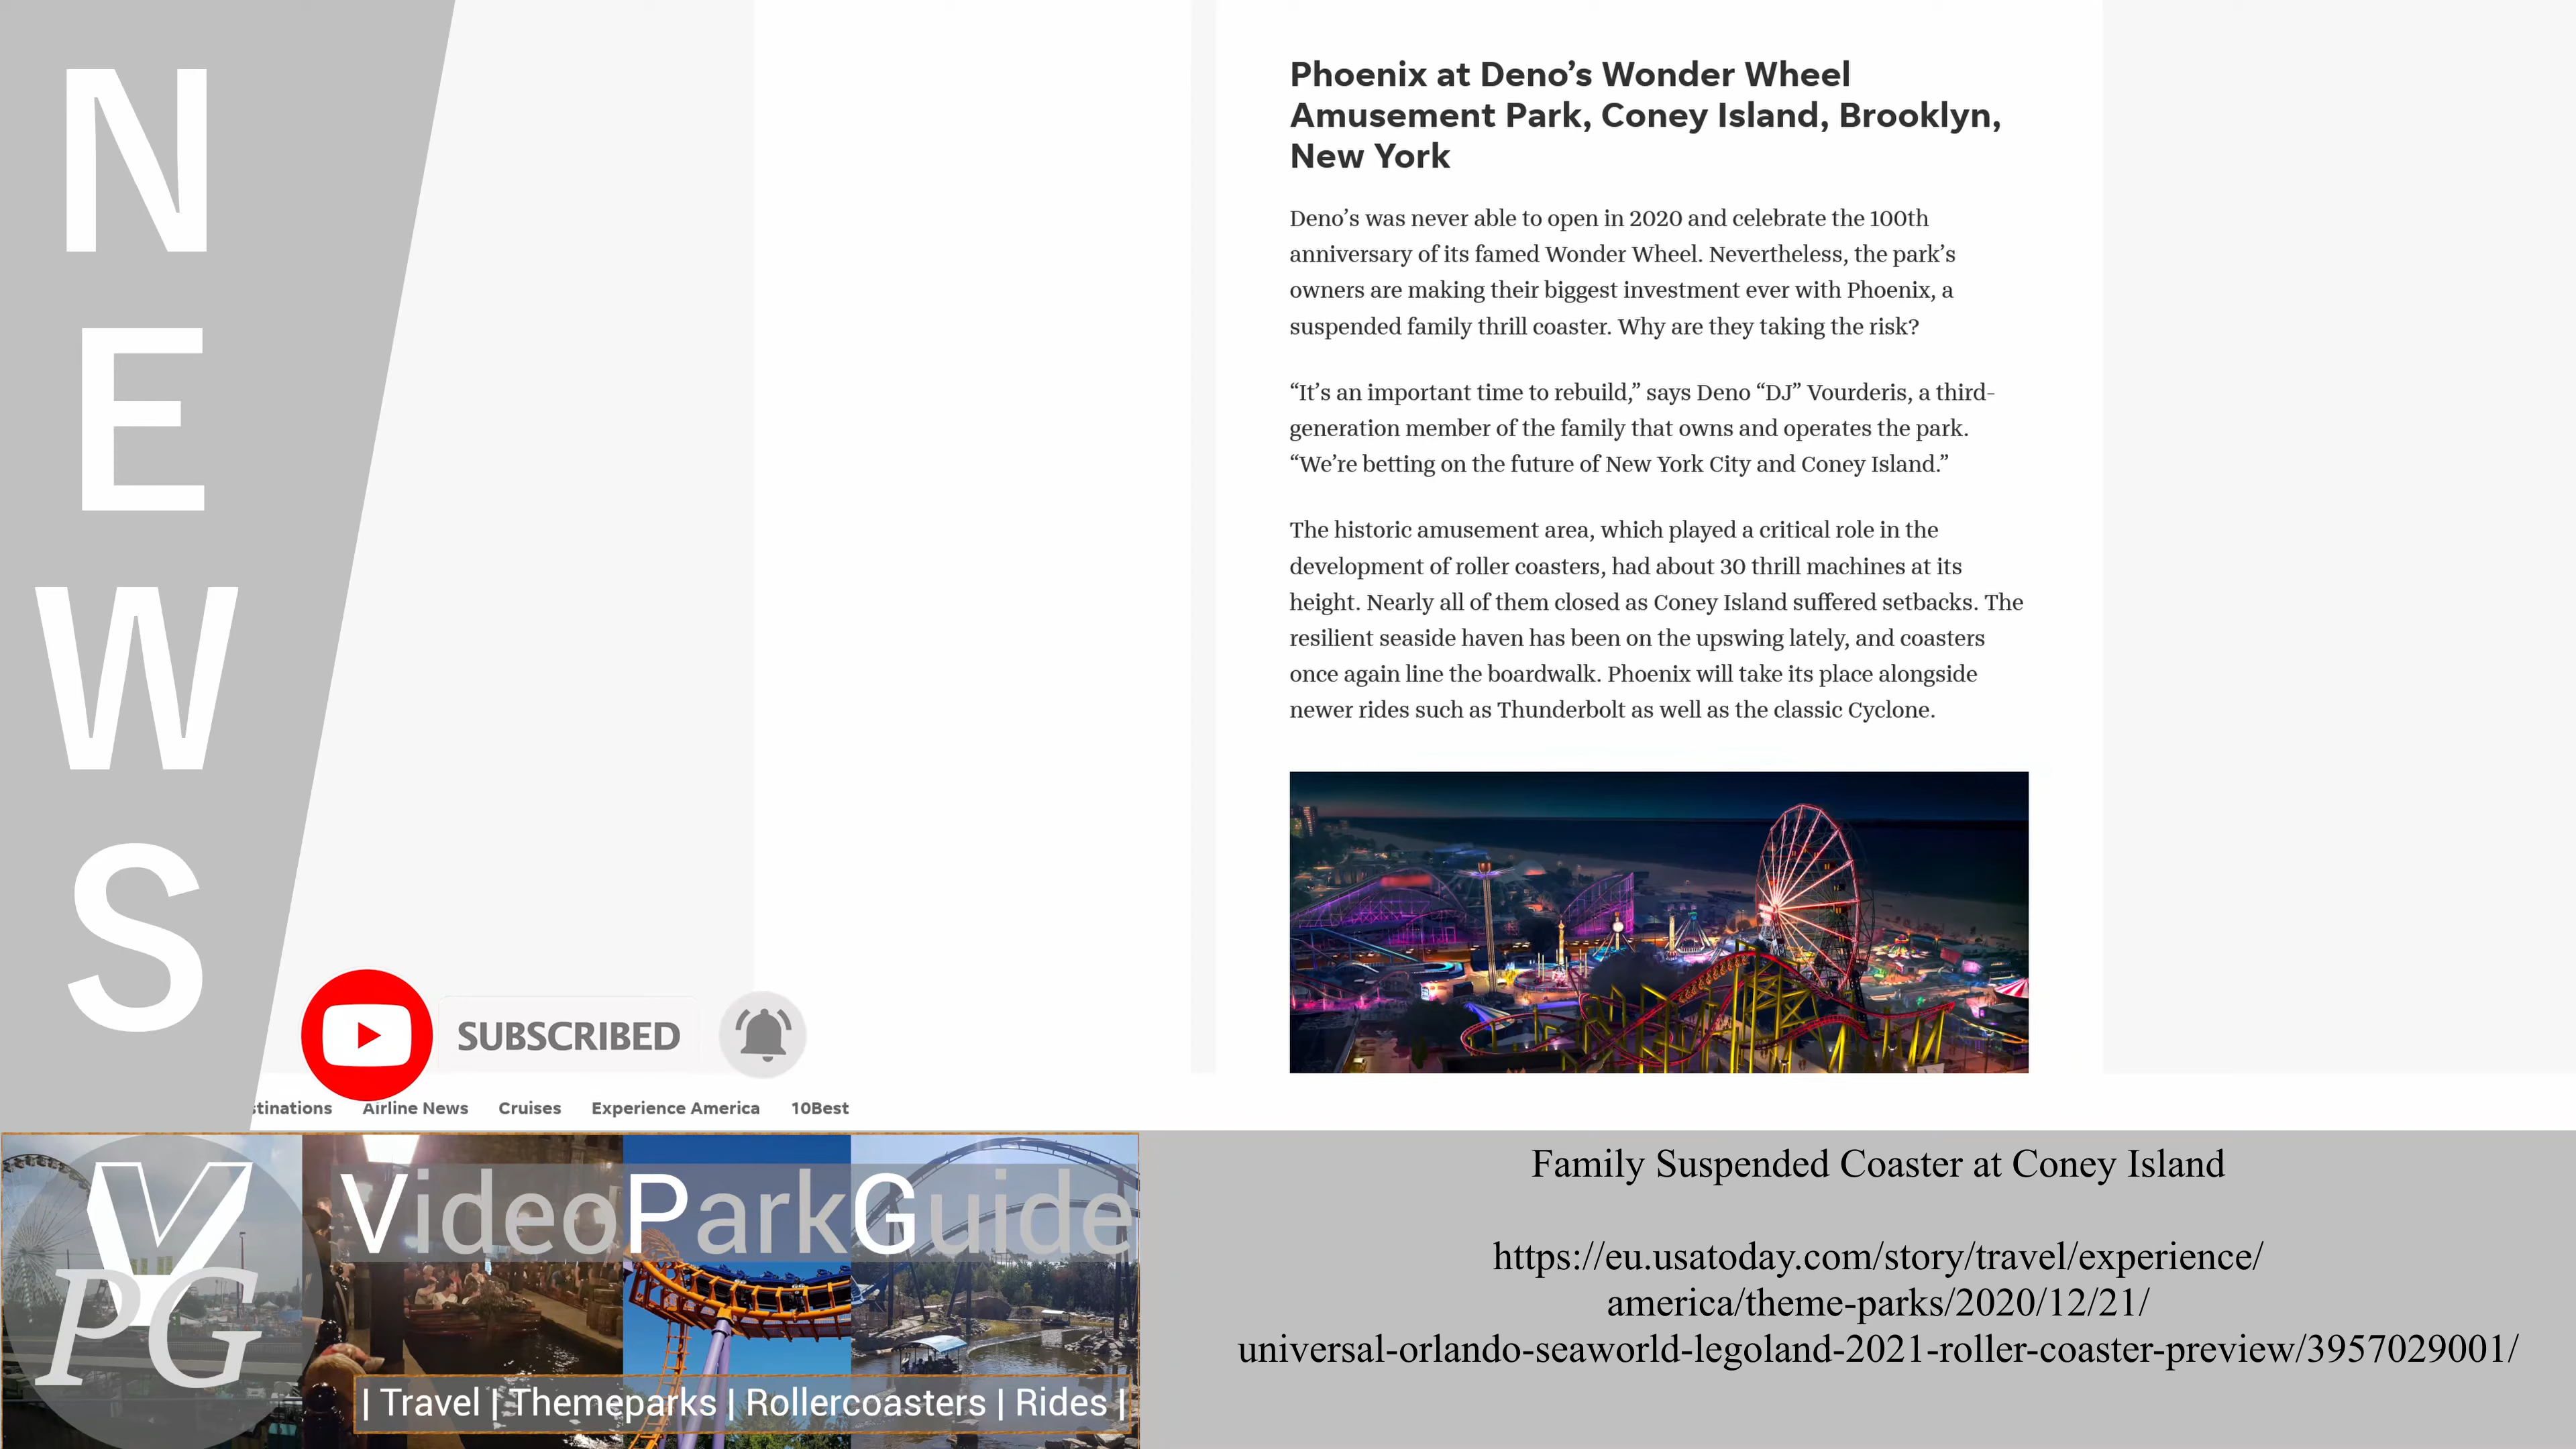 NEWS
Phoenix at Deno’s Wonder Wheel
Amusement Park, Coney Island, Brooklyn,
New York
Deno’s was never able to open in 2020 and celebrate the 100th
anniversary of its famed Wonder Wheel. Nevertheless, the park’s
owners are making their biggest investment ever with Phoenix, a
suspended family thrill coaster. Why are they taking the risk?
“It’s an important time to rebuild,” says Deno “DJ” Vourderis, a third-
generation member of the family that owns and operates the park.
“We’re betting on the future of New York City and Coney Island.”
The historic amusement area, which played a critical role in the
development of roller coasters, had about 30 thrill machines at its
height. Nearly all of them closed as Coney Island suffered setbacks. The
resilient seaside haven has been on the upswing lately, and coasters
once again line the boardwalk. Phoenix will take its place alongside
newer rides such as Thunderbolt as well as the classic Cyclone.
SUBSCRIBED
stinations Airline News Cruises Experience America 10Best
VPG
VideoParkGuide
| Travel | Themeparks | Rollercoasters | Rides |
Family Suspended Coaster at Coney Island
https://eu.usatoday.com/story/travel/experience/
america/theme-parks/2020/12/21/
universal-orlando-seaworld-legoland-2021-roller-coaster-preview/3957029001/